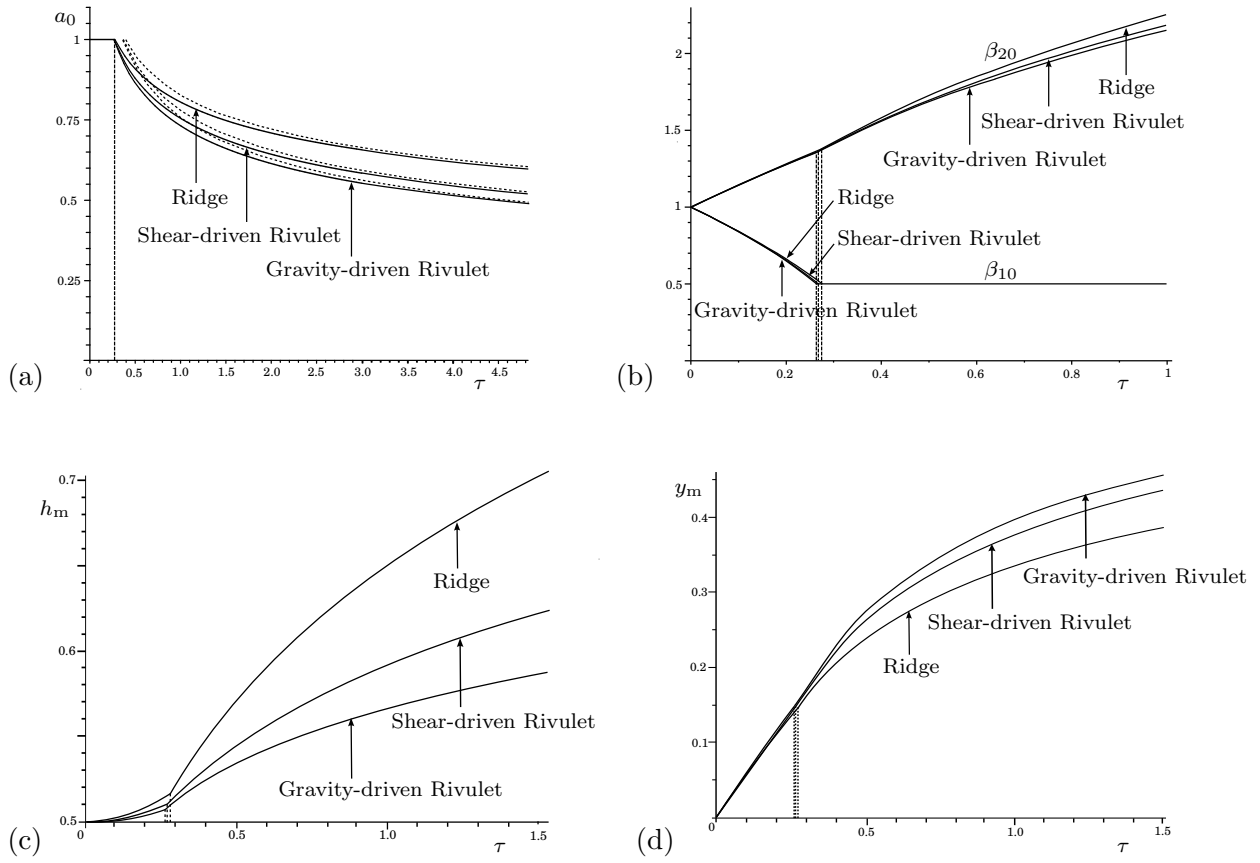 a₀
1
0.75
0.5
0.25
0
0.5
1.0
1.5
2.0
2.5
3.0
3.5
4.0
4.5
τ
Ridge
Shear-driven Rivulet
Gravity-driven Rivulet
(a)
2
1.5
1
0.5
0
0.2
0.4
0.6
0.8
1
τ
β₂₀
Ridge
Shear-driven Rivulet
Gravity-driven Rivulet
Ridge
Shear-driven Rivulet
β₁₀
Gravity-driven Rivulet
(b)
0.7
hₘ
0.6
0.5
0
0.5
1.0
1.5
τ
Ridge
Shear-driven Rivulet
Gravity-driven Rivulet
(c)
yₘ
0.4
0.3
0.2
0.1
0
0.5
1.0
1.5
τ
Gravity-driven Rivulet
Shear-driven Rivulet
Ridge
(d)